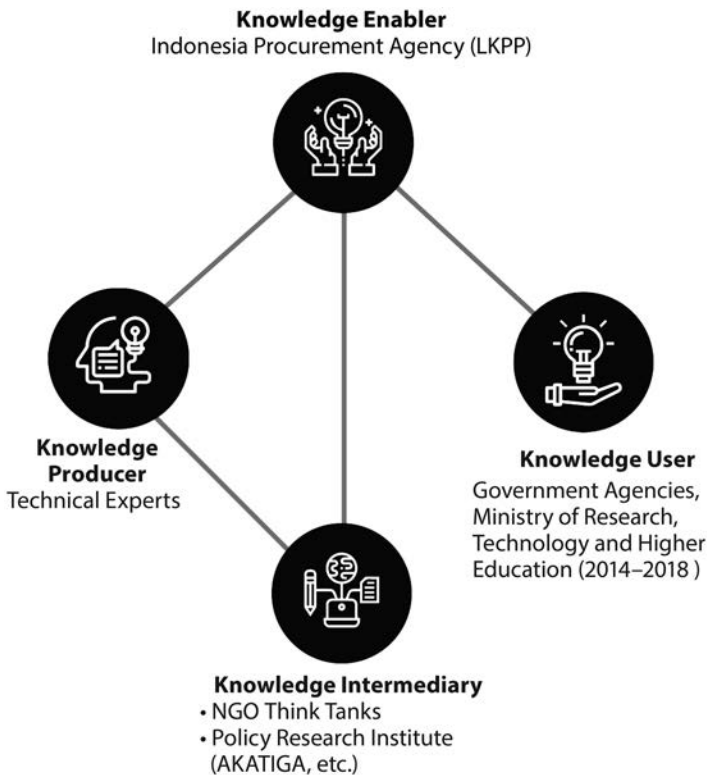 Knowledge Enabler
Indonesia Procurement Agency (LKPP)
Knowledge
Producer
Technical Experts
Knowledge User
Government Agencies,
Ministry of Research,
Technology and Higher
Education (2014–2018 )
Knowledge Intermediary
• NGO Think Tanks
• Policy Research Institute
(AKATIGA, etc.)